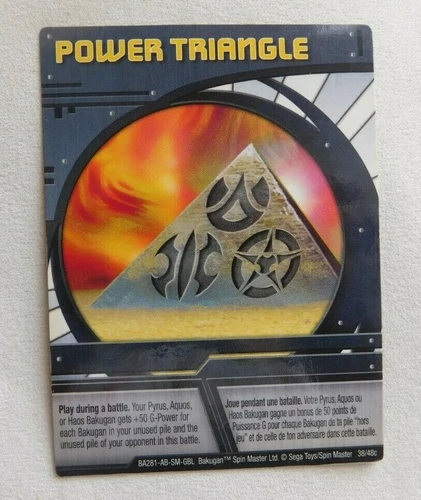 POWER TRIANGLE
Play during a battle. Your Pyrus, Aquos,
or Haos Bakugan gets +50 G-Power for
each Bakugan in your unused pile and the
unused pile of your opponent in this battle.
Joue pendant une bataille. Votre Pyrus, Aquos ou
Haos Bakugan gagne un bonus de 50 points de
Puissance G pour chaque Bakugan de ta pile "hors
jeu" et de celle de ton adversaire dans cette bataille.
BA281-AB-SM-GBL Bakugan™ Spin Master Ltd. © Sega Toys/Spin Master 38/48c